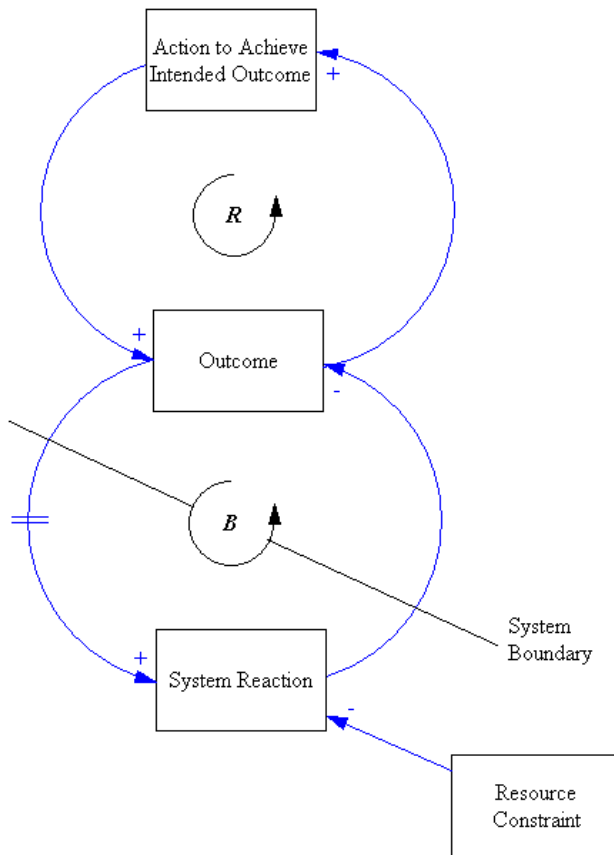 Action to Achieve
Intended Outcome
+
R
+
Outcome
-
B
System
Boundary
+
System Reaction
-
Resource
Constraint